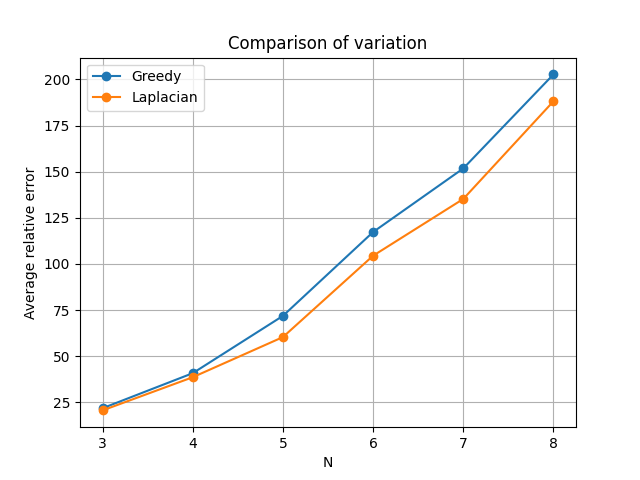 Comparison of variation
Greedy
Laplacian
Average relative error
200
175
150
125
100
75
50
25
3 4 5 6 7 8
N